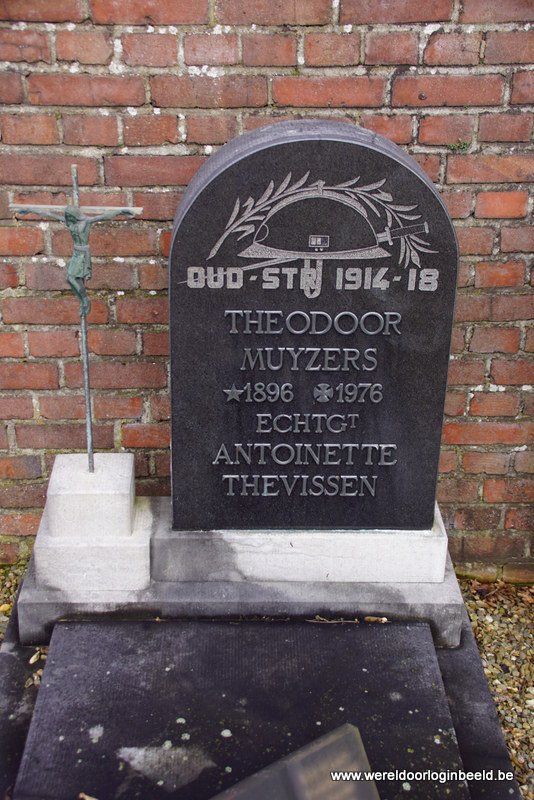 OUD-STR 1914-18
THEODOOR
MUYZERS
★1896 ✠1976
ECHTGT
ANTOINETTE
THEVISSEN
www.wereldoorloginbeeld.be